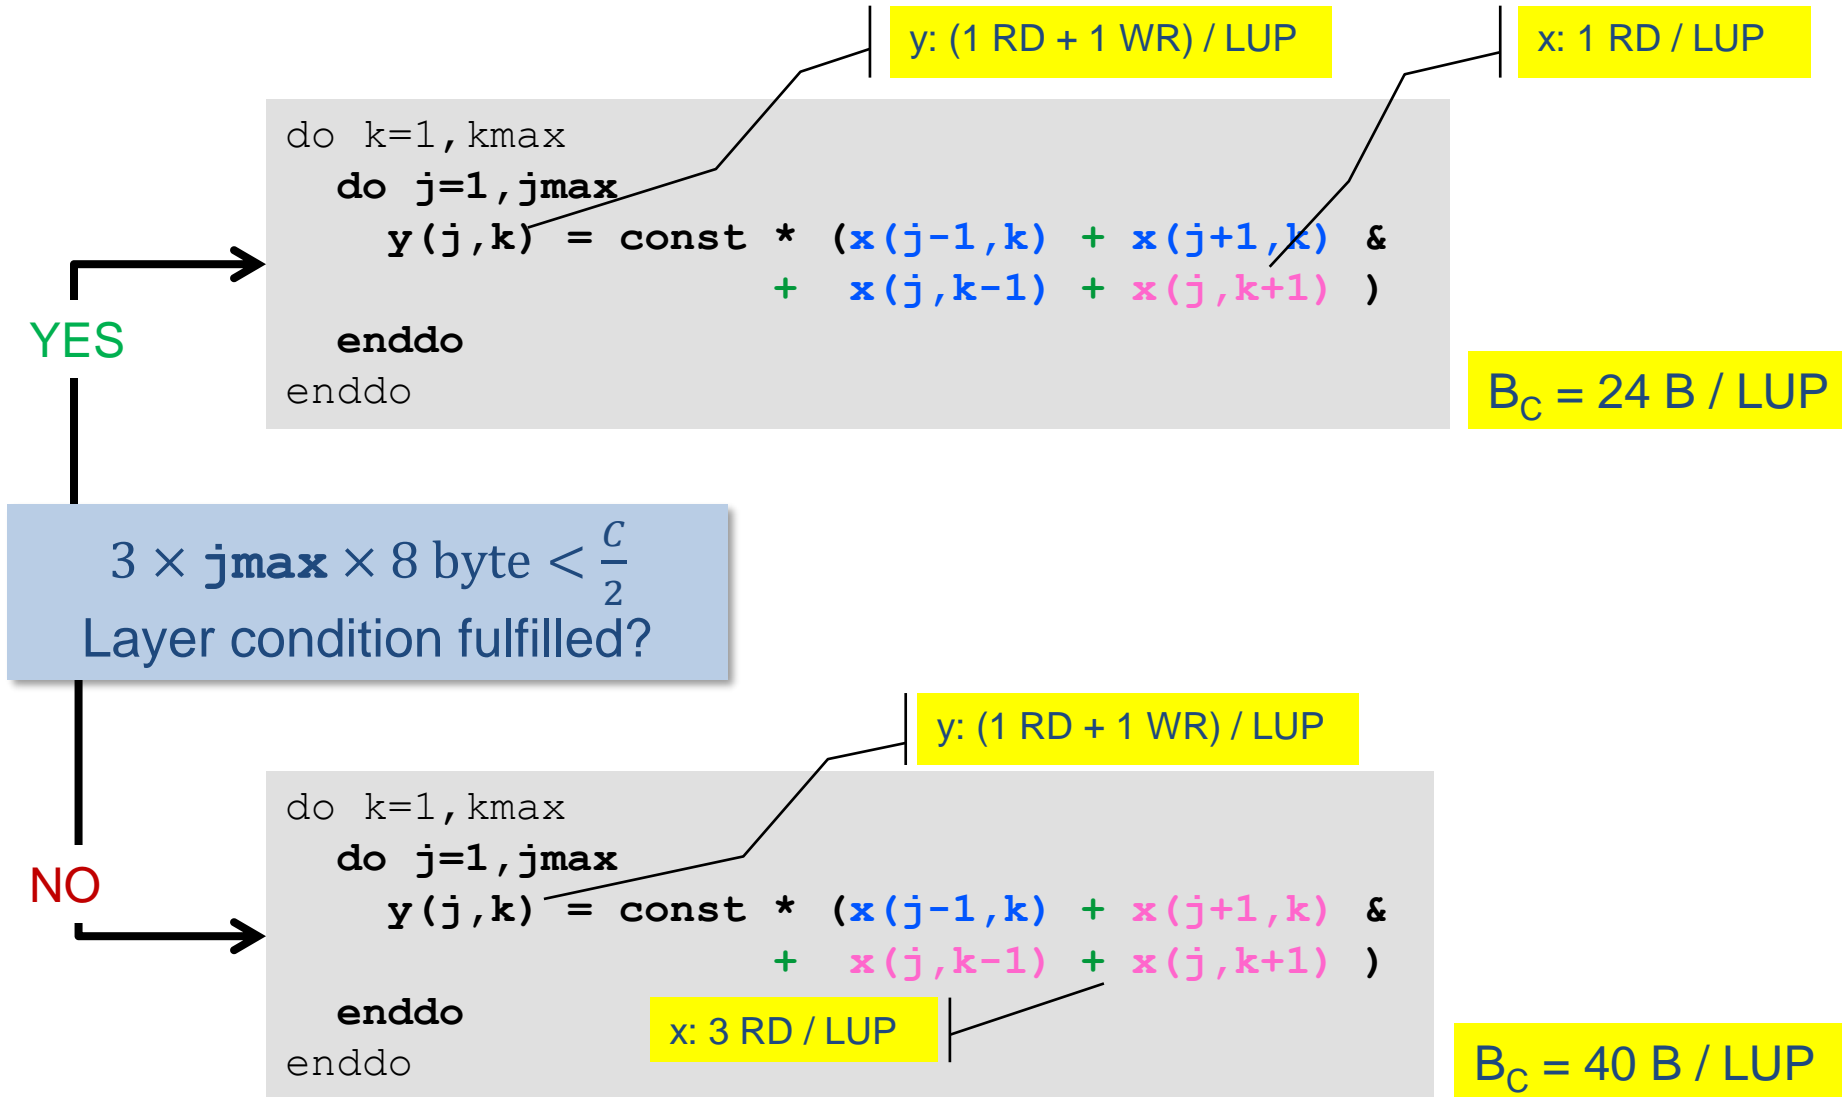 y: (1 RD + 1 WR) / LUP
x: 1 RD / LUP
do k=1,kmax
do j=1,jmax
y(j,k) = const * (x(j-1,k) + x(j+1,k) &
+ x(j,k-1) + x(j,k+1) )
enddo
enddo
YES
B_C = 24 B / LUP
3 × jmax × 8 byte < C/2
Layer condition fulfilled?
y: (1 RD + 1 WR) / LUP
do k=1,kmax
do j=1,jmax
y(j,k) = const * (x(j-1,k) + x(j+1,k) &
+ x(j,k-1) + x(j,k+1) )
enddo
enddo
NO
x: 3 RD / LUP
B_C = 40 B / LUP